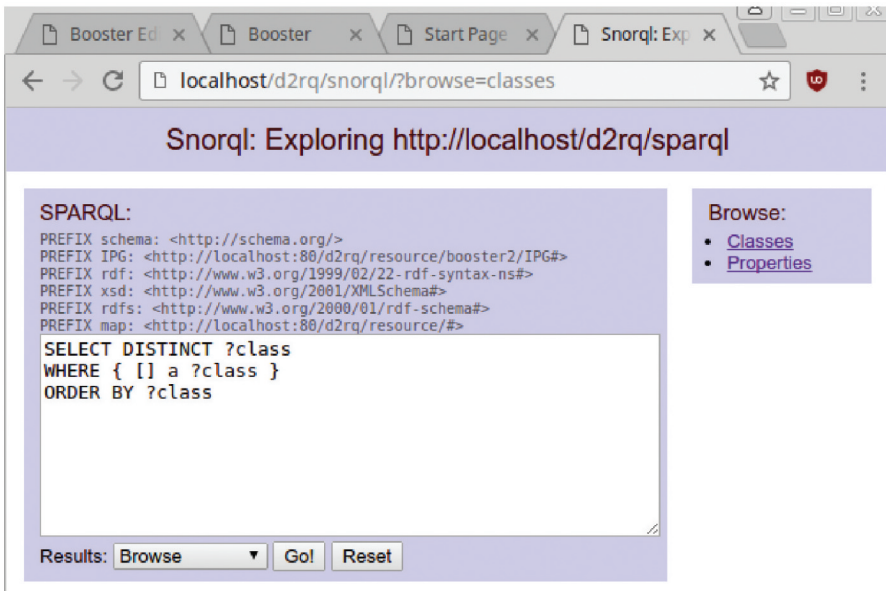 Booster Ed
Booster
Start Page
Snorql: Exp
localhost/d2rq/snorql/?browse=classes
Snorql: Exploring http://localhost/d2rq/sparql
SPARQL:
PREFIX schema: <http://schema.org/>
PREFIX IPG: <http://localhost:80/d2rq/resource/booster2/IPG#>
PREFIX rdf: <http://www.w3.org/1999/02/22-rdf-syntax-ns#>
PREFIX xsd: <http://www.w3.org/2001/XMLSchema#>
PREFIX rdfs: <http://www.w3.org/2000/01/rdf-schema#>
PREFIX map: <http://localhost:80/d2rq/resource/#>
SELECT DISTINCT ?class
WHERE { [] a ?class }
ORDER BY ?class
Results: Browse Go! Reset
Browse:
• Classes
• Properties